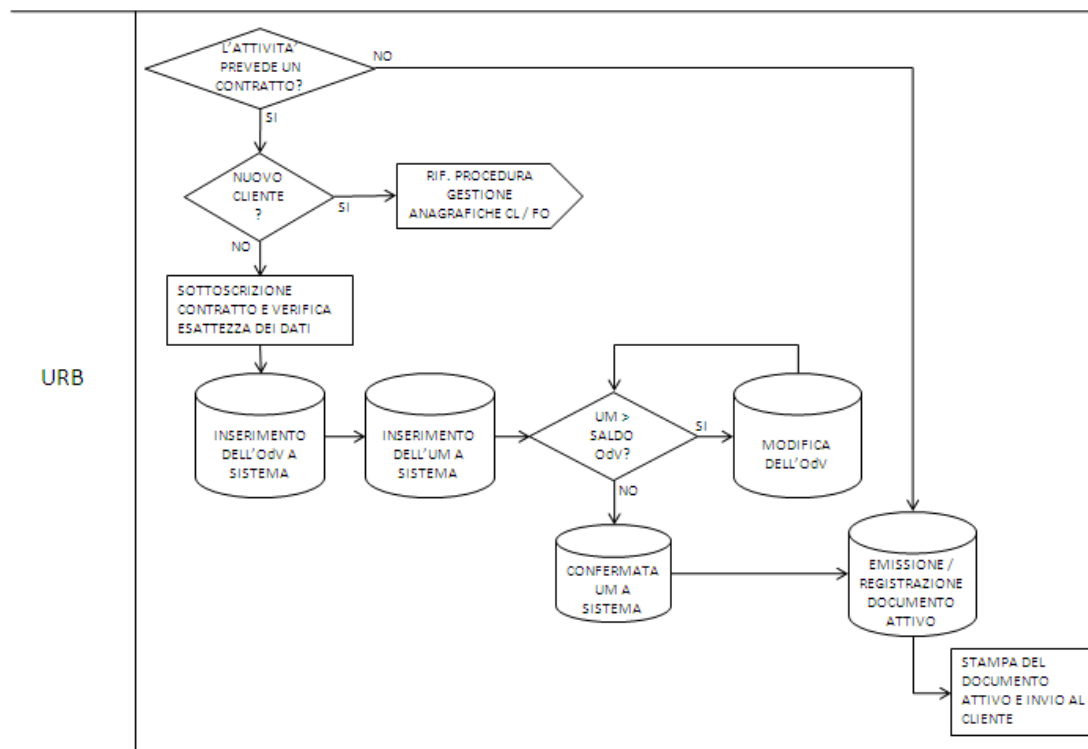 L'ATTIVITA'
PREVEDE UN
CONTRATTO?
NO
SI
NUOVO
CLIENTE
?
SI
RIF. PROCEDURA
GESTIONE
ANAGRAFICHE CL / FO
NO
SOTTOSCRIZIONE
CONTRATTO E VERIFICA
ESATTEZZA DEI DATI
URB
INSERIMENTO
DELL'OdV A
SISTEMA
INSERIMENTO
DELL'UM A
SISTEMA
UM >
SALDO
OdV?
SI
MODIFICA
DELL'OdV
NO
CONFERMATA
UM A
SISTEMA
EMISSIONE /
REGISTRAZIONE
DOCUMENTO
ATTIVO
STAMPA DEL
DOCUMENTO
ATTIVO E INVIO AL
CLIENTE